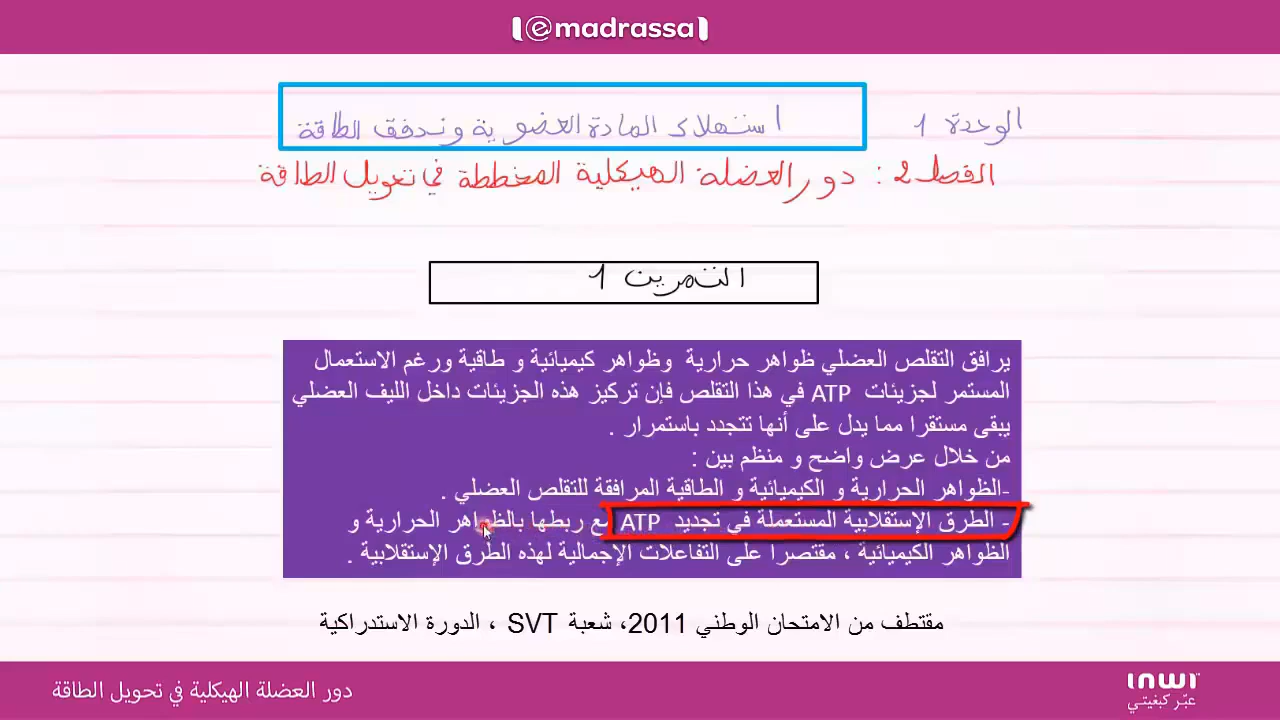 emadrassa
الوحدة 1
استهلاك المادة العضوية وتدفق الطاقة
الفصل 2: دور العضلة الهيكلية المخططة في تحويل الطاقة
التمرين 1
يرافق التقلص العضلي ظواهر حرارية وظواهر كيميائية و طاقية ورغم الاستعمال
المستمر لجزيئات ATP في هذا التقلص فإن تركيز هذه الجزيئات داخل الليف العضلي
يبقى مستقرا مما يدل على أنها تتجدد باستمرار .
من خلال عرض واضح و منظم بين :
-الظواهر الحرارية و الكيميائية و الطاقية المرافقة للتقلص العضلي .
- الطرق الإستقلابية المستعملة في تجديد ATP مع ربطها بالظواهر الحرارية و
الظواهر الكيميائية ، مقتصرا على التفاعلات الإجمالية لهذه الطرق الإستقلابية .
مقتطف من الامتحان الوطني 2011، شعبة SVT ، الدورة الاستدراكية
دور العضلة الهيكلية في تحويل الطاقة
inwi
عبّر كبغيتي